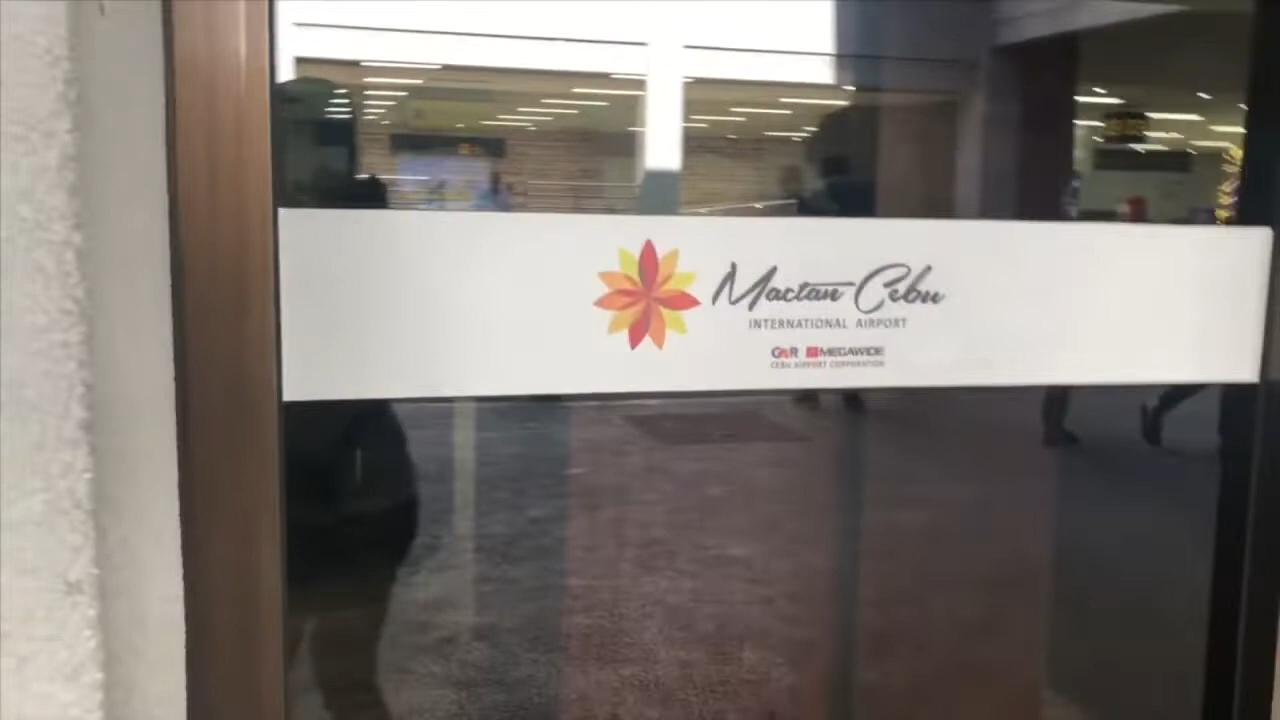 Mactan Cebu
INTERNATIONAL AIRPORT
GMR MEGAWIDE
CEBU AIRPORT CORPORATION